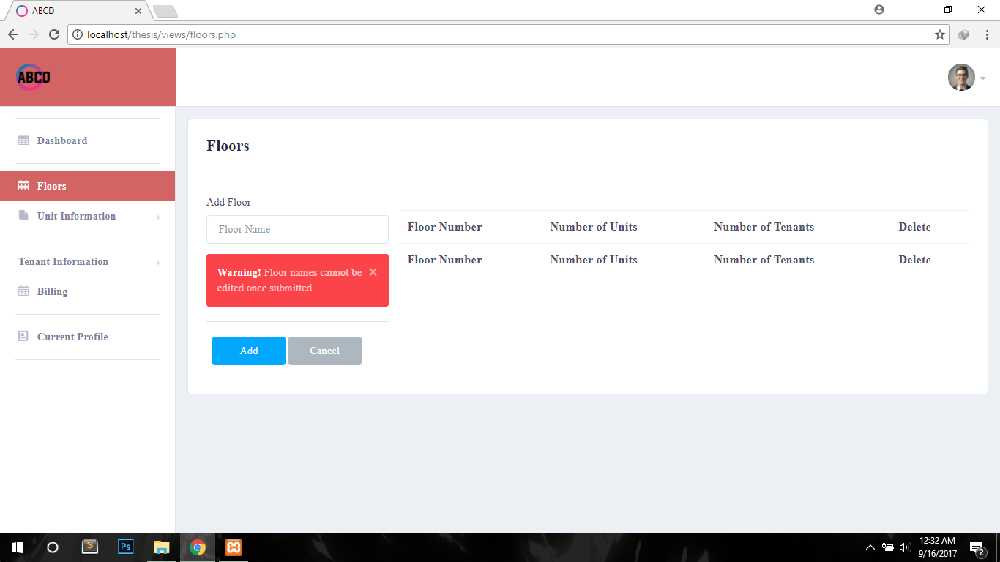 ABCD
localhost/thesis/views/floors.php
ABCD
Dashboard
Floors
Unit Information
Tenant Information
Billing
Current Profile
Floors
Add Floor
Floor Name
Warning! Floor names cannot be
edited once submitted.
Add Cancel
Floor Number Number of Units Number of Tenants Delete
Floor Number Number of Units Number of Tenants Delete
S
Ps
12:32 AM
9/16/2017
2